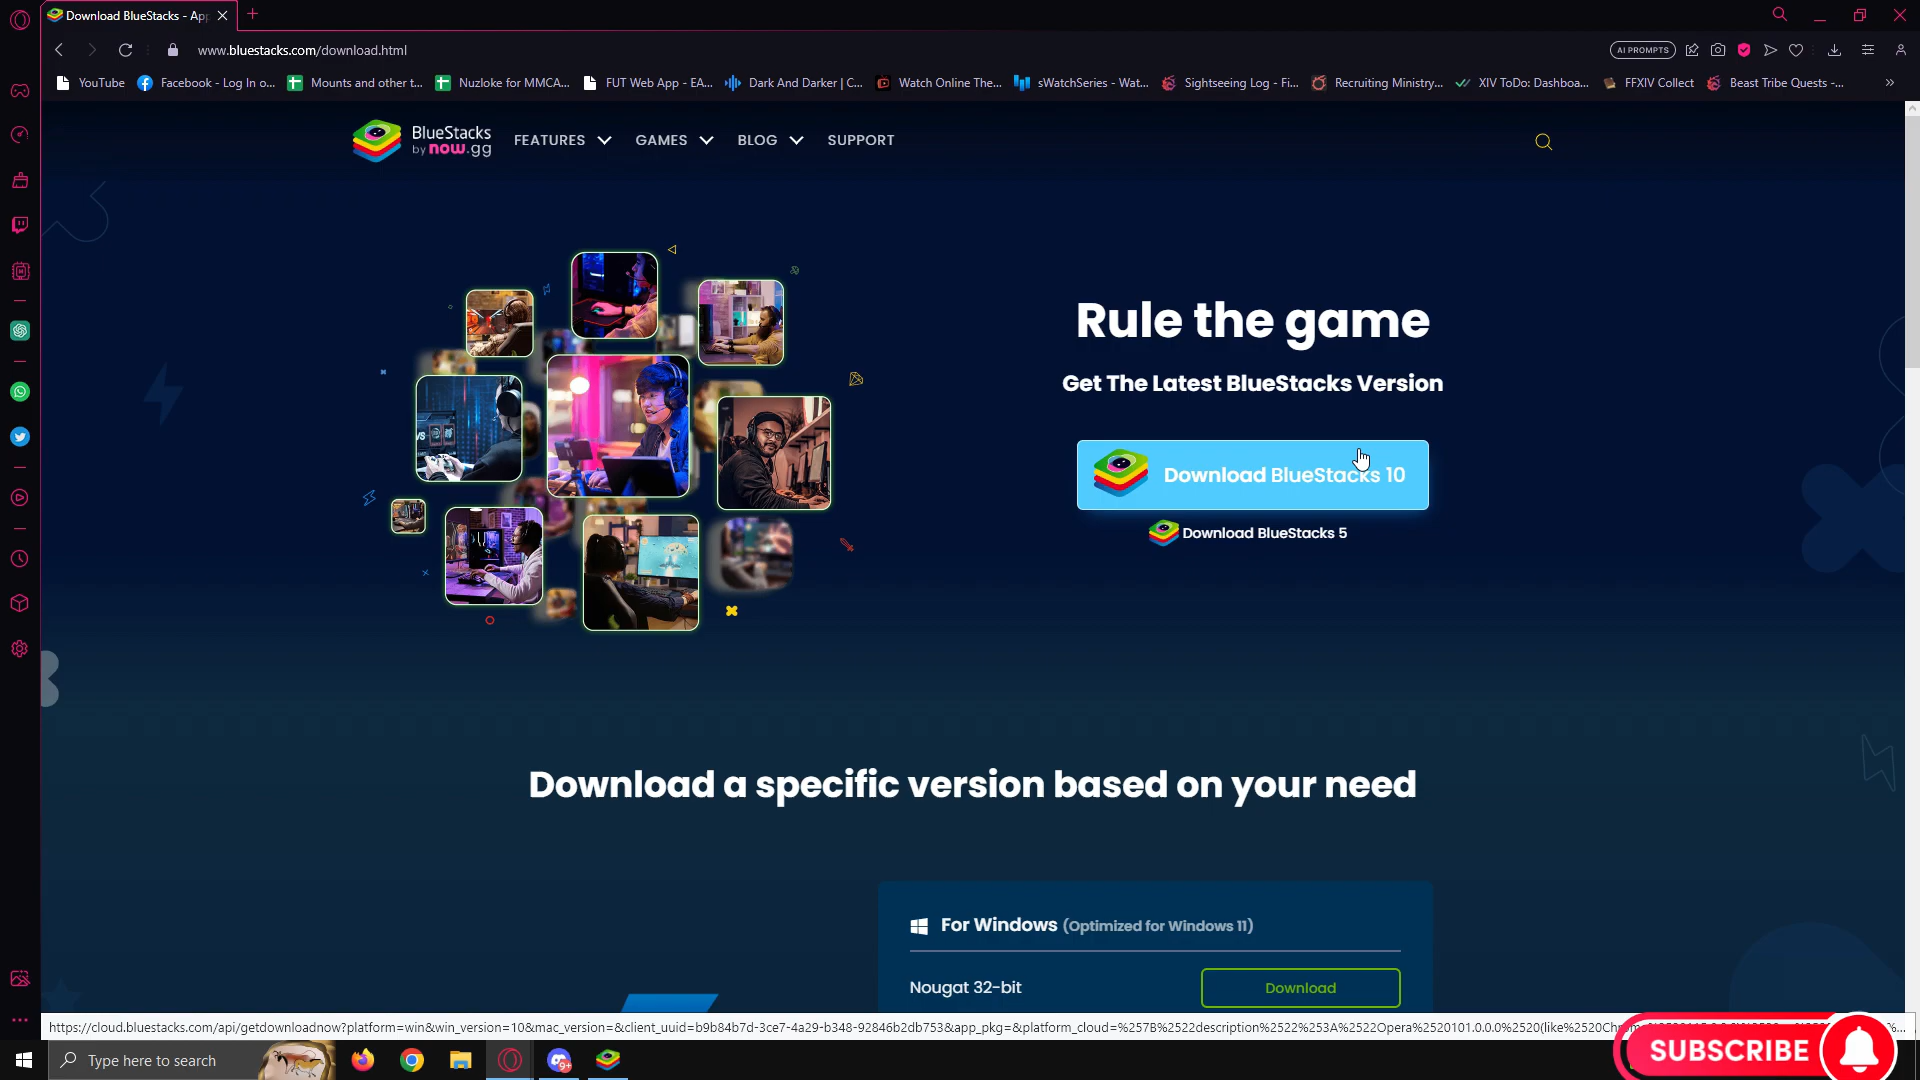 Download BlueStacks - Ap
www.bluestacks.com/download.html
AI PROMPTS
YouTube
Facebook - Log In o...
Mounts and other t...
Nuzloke for MMCA...
FUT Web App - EA...
Dark And Darker | C...
Watch Online The...
sWatchSeries - Wat...
Sightseeing Log - Fi...
Recruiting Ministry...
XIV ToDo: Dashboa...
FFXIV Collect
Beast Tribe Quests -...
BlueStacks
by now.gg
FEATURES
GAMES
BLOG
SUPPORT
Rule the game
Get The Latest BlueStacks Version
Download BlueStacks 10
Download BlueStacks 5
Download a specific version based on your need
For Windows (Optimized for Windows 11)
Nougat 32-bit
Download
https://cloud.bluestacks.com/api/getdownloadnow?platform=win&win_version=10&mac_version=&client_uuid=b9b84b7d-3ce7-4a29-b348-92846b2db753&app_pkg=&platform_cloud=%257B%2522description%2522%253A%2522Opera%2520101.0.0.0%2520(like%2520Chr
Type here to search
9+
SUBSCRIBE